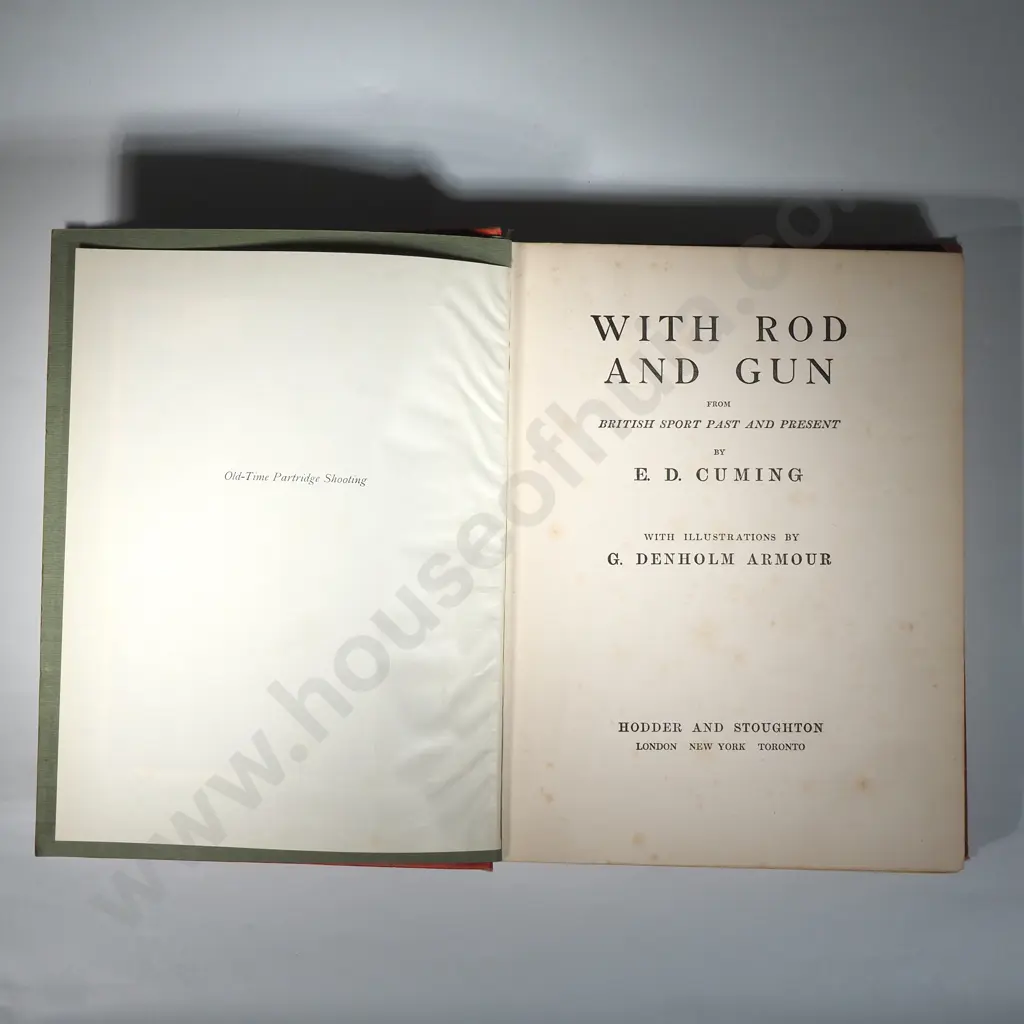 Old-Time Partridge Shooting
WITH ROD
AND GUN
FROM
BRITISH SPORT PAST AND PRESENT
BY
E. D. CUMING
WITH ILLUSTRATIONS BY
G. DENHOLM ARMOUR
HODDER AND STOUGHTON
LONDON NEW YORK TORONTO
www.houseofhuia.co.